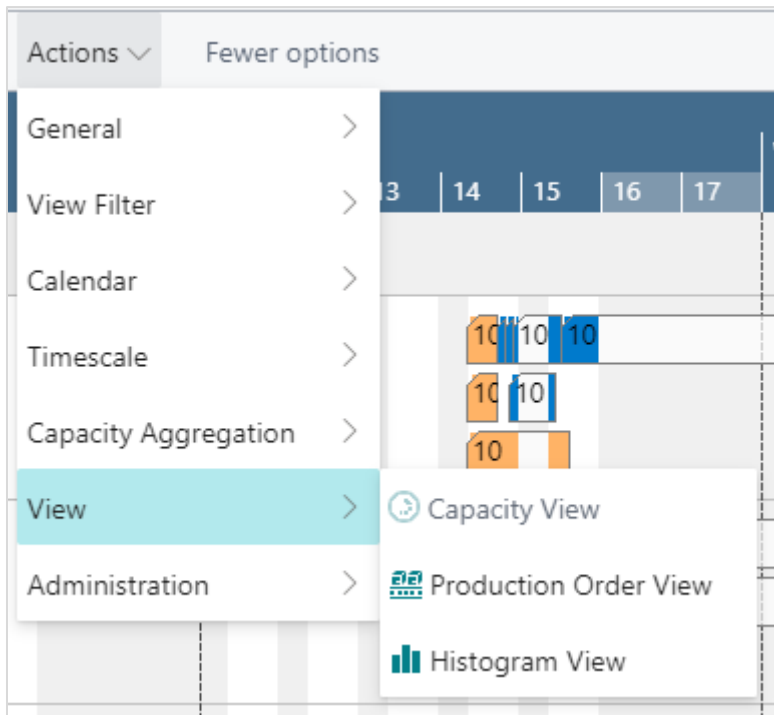 Actions Fewer options
General
View Filter
Calendar
Timescale
Capacity Aggregation
View
Administration
Capacity View
Production Order View
Histogram View
14 15 16 17
10 10 10
10 10
10